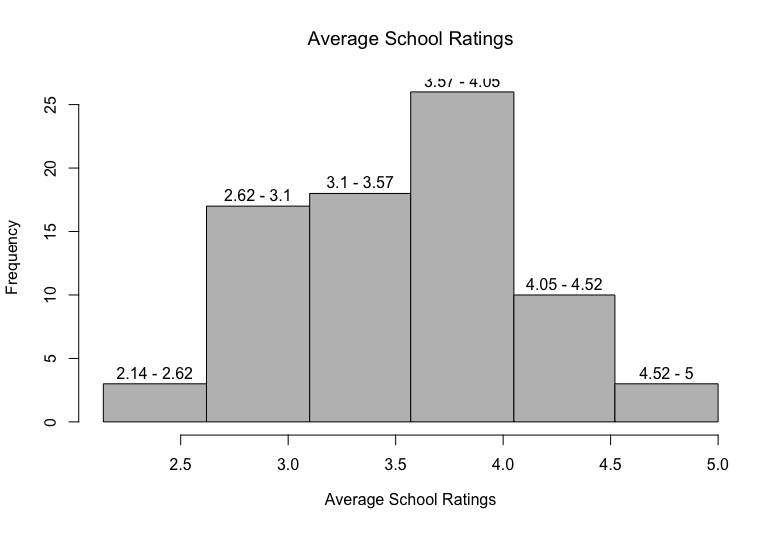 Average School Ratings
3.57 - 4.05
3.1 - 3.57
2.62 - 3.1
4.05 - 4.52
2.14 - 2.62
4.52 - 5
Frequency
25
20
15
10
5
0
2.5 3.0 3.5 4.0 4.5 5.0
Average School Ratings